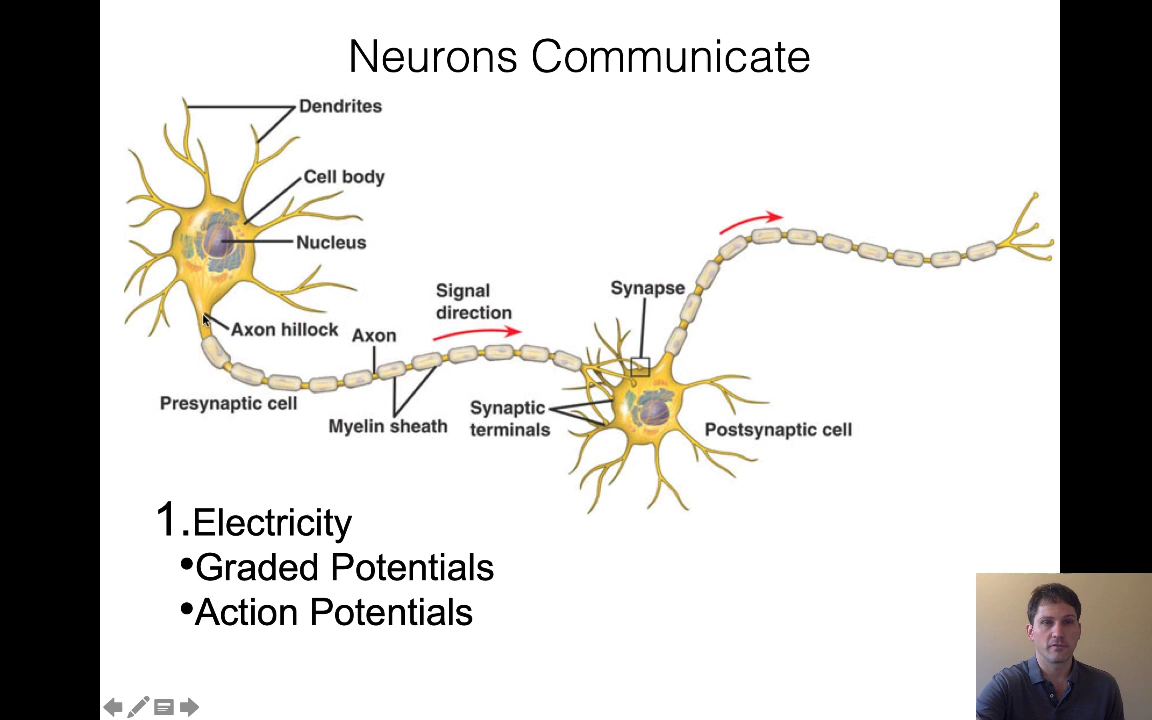 Neurons Communicate
Dendrites
Cell body
Nucleus
Signal
direction
Synapse
Axon hillock
Axon
Presynaptic cell
Myelin sheath
Synaptic
terminals
Postsynaptic cell
1.Electricity
•Graded Potentials
•Action Potentials